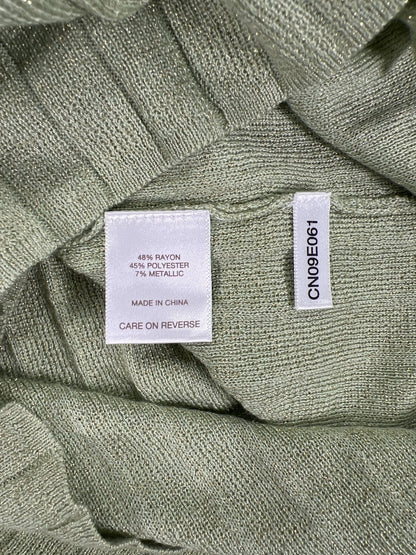 48% RAYON
45% POLYESTER
7% METALLIC
MADE IN CHINA
CARE ON REVERSE
CN09E061